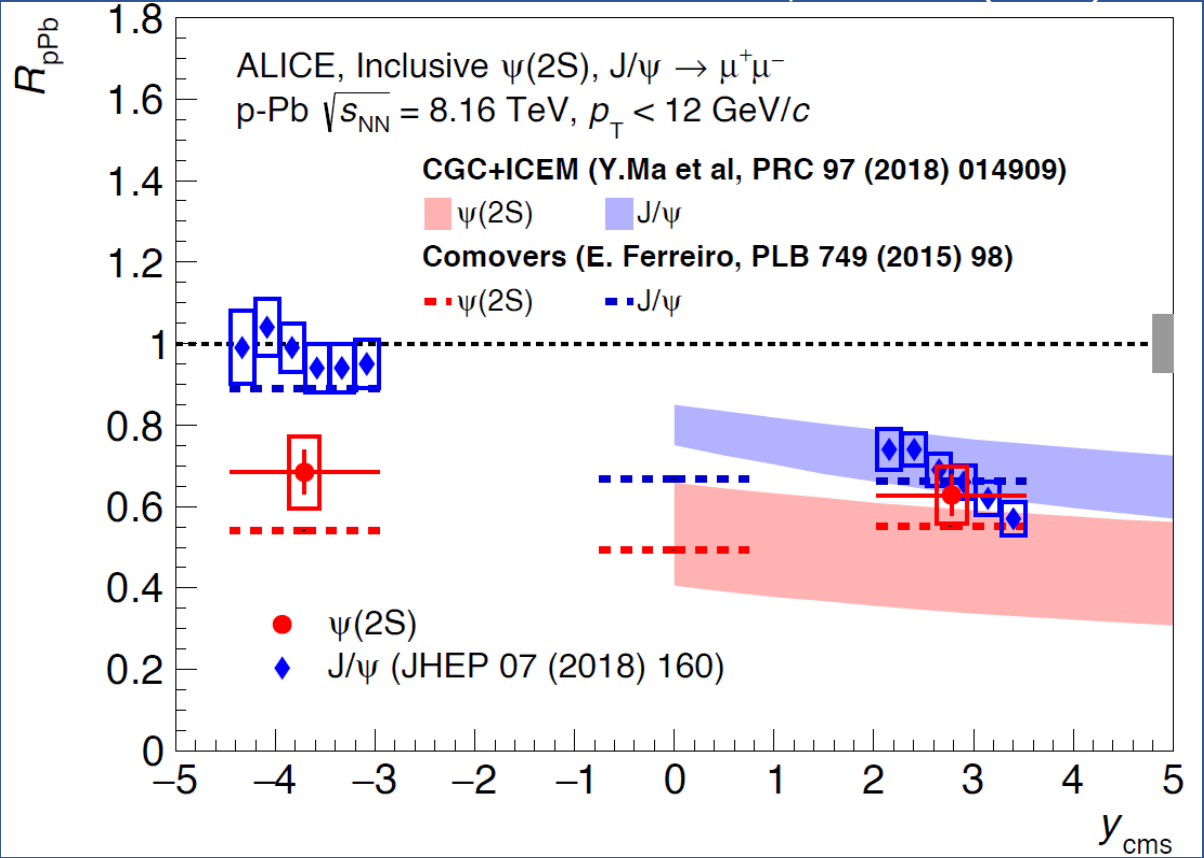 R_pPb
1.8
1.6
1.4
1.2
1
0.8
0.6
0.4
0.2
0
ALICE, Inclusive ψ(2S), J/ψ → μ⁺μ⁻
p-Pb √s_NN = 8.16 TeV, p_T < 12 GeV/c
CGC+ICEM (Y.Ma et al, PRC 97 (2018) 014909)
ψ(2S) J/ψ
Comovers (E. Ferreiro, PLB 749 (2015) 98)
ψ(2S) J/ψ
ψ(2S)
J/ψ (JHEP 07 (2018) 160)
−5 −4 −3 −2 −1 0 1 2 3 4 5
y_cms